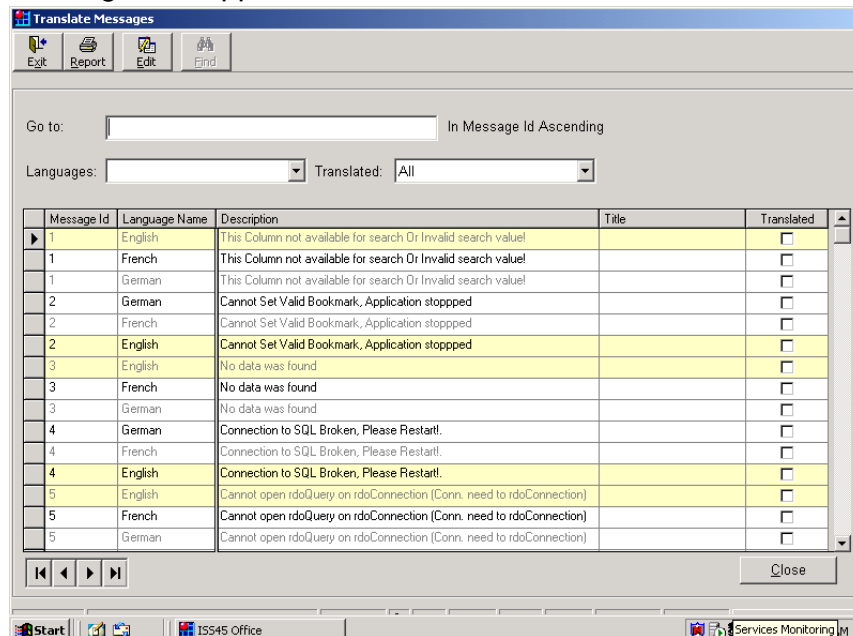 Translate Messages
Exit Report Edit Find
Go to: In Message Id Ascending
Languages: Translated: All
Message Id Language Name Description Title Translated
1 English This Column not available for search Or Invalid search value!
1 French This Column not available for search Or Invalid search value!
1 German This Column not available for search Or Invalid search value!
2 German Cannot Set Valid Bookmark, Application stoppped
2 French Cannot Set Valid Bookmark, Application stoppped
2 English Cannot Set Valid Bookmark, Application stoppped
3 English No data was found
3 French No data was found
3 German No data was found
4 German Connection to SQL Broken, Please Restart!.
4 French Connection to SQL Broken, Please Restart!.
4 English Connection to SQL Broken, Please Restart!.
5 English Cannot open rdoQuery on rdoConnection (Conn. need to rdoConnection)
5 French Cannot open rdoQuery on rdoConnection (Conn. need to rdoConnection)
5 German Cannot open rdoQuery on rdoConnection (Conn. need to rdoConnection)
Close
Start ISS45 Office Services Monitoring M